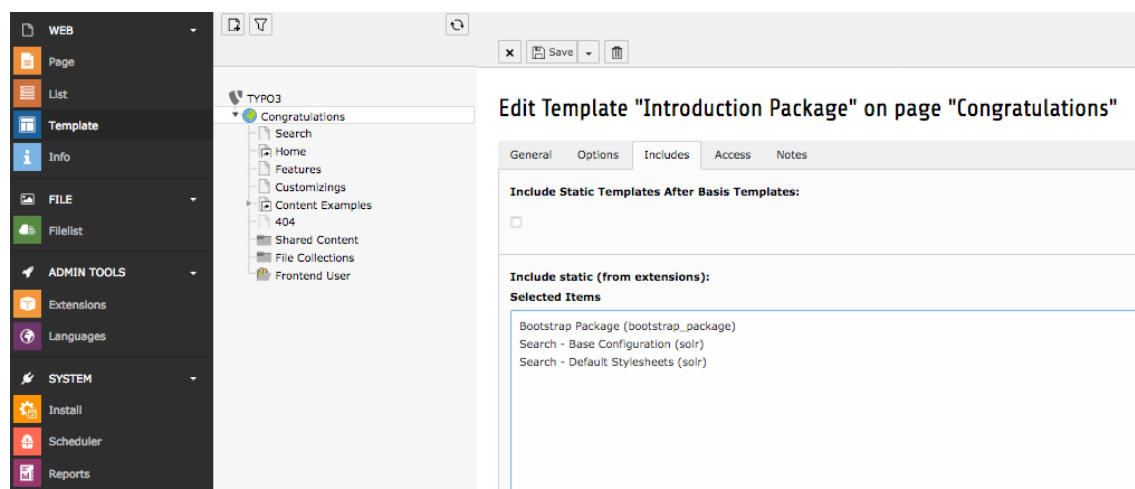 WEB
Page
List
Template
Info
FILE
Filelist
ADMIN TOOLS
Extensions
Languages
SYSTEM
Install
Scheduler
Reports
TYPO3
Congratulations
Search
Home
Features
Customizings
Content Examples
404
Shared Content
File Collections
Frontend User
Save
Edit Template "Introduction Package" on page "Congratulations"
General Options Includes Access Notes
Include Static Templates After Basis Templates:
Include static (from extensions):
Selected Items
Bootstrap Package (bootstrap_package)
Search - Base Configuration (solr)
Search - Default Stylesheets (solr)